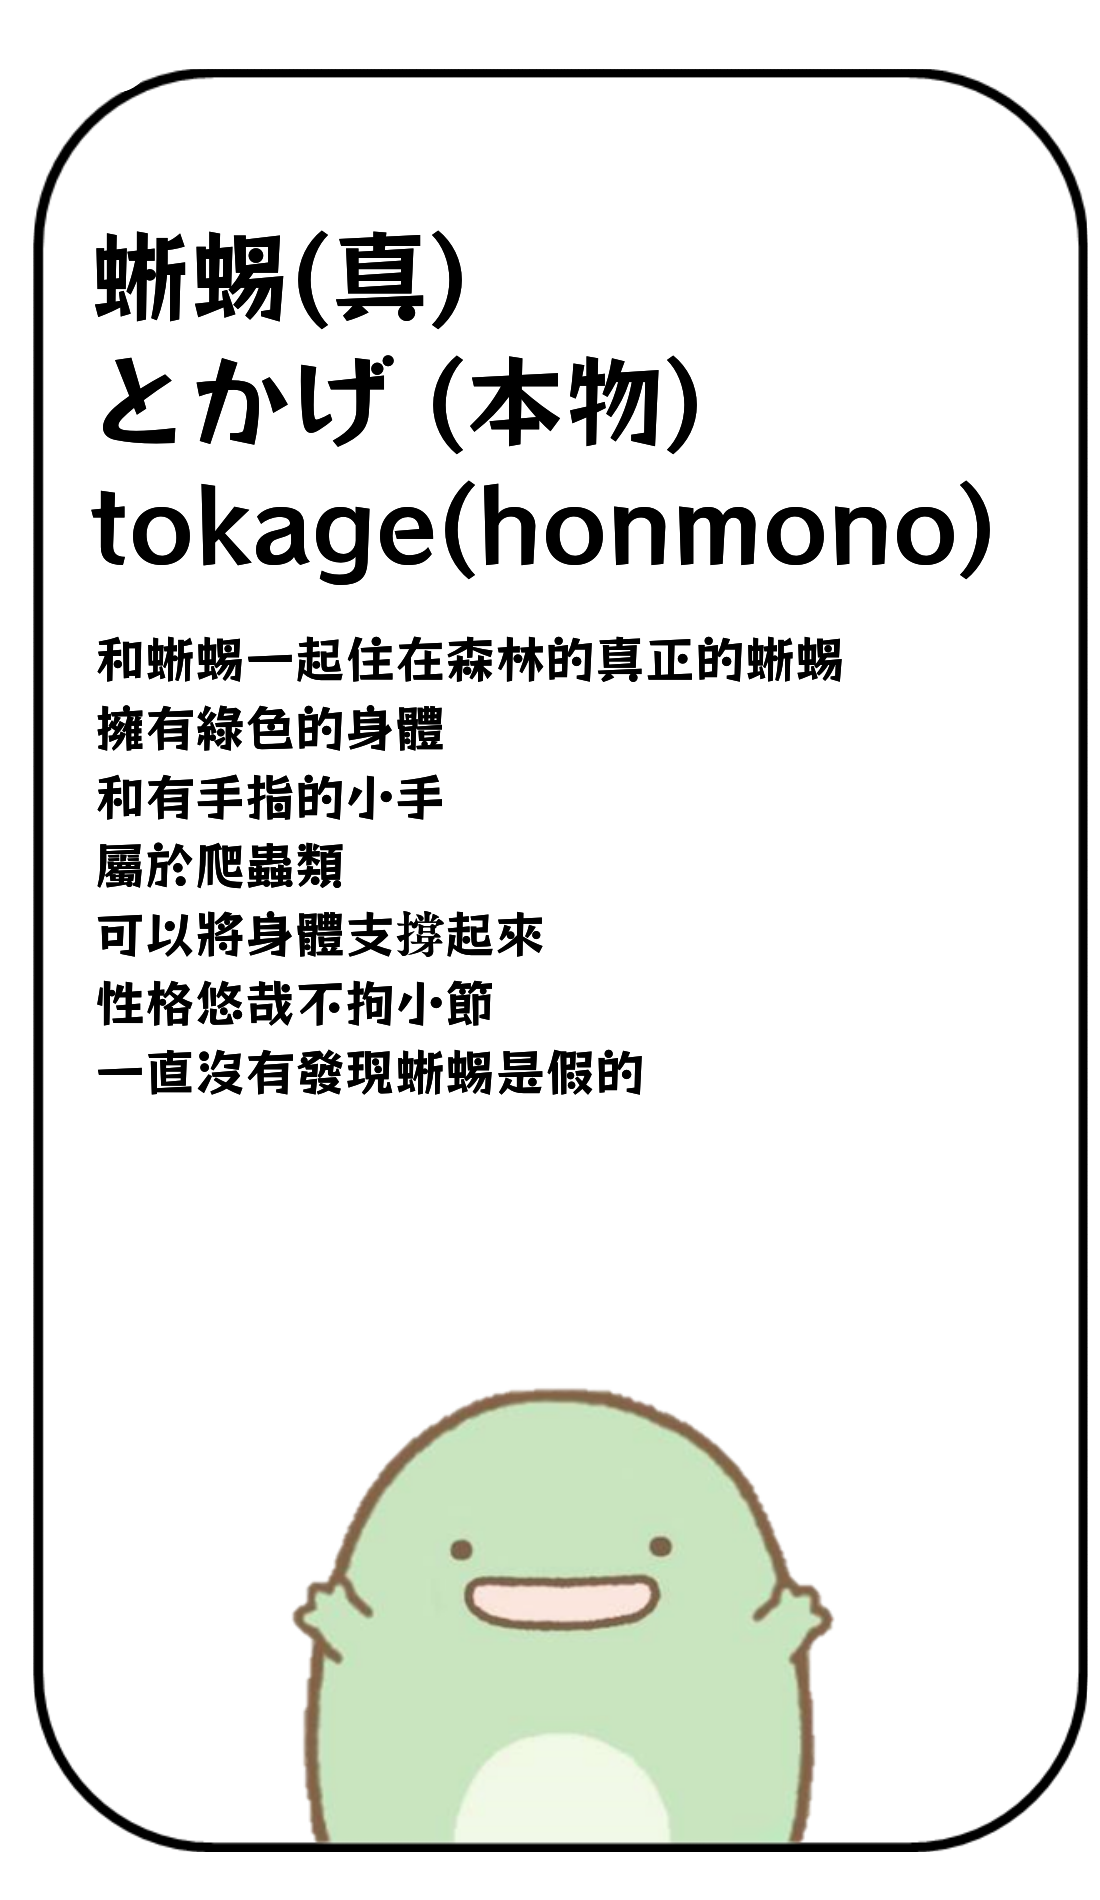 蜥蜴(真)
とかげ (本物)
tokage(honmono)
和蜥蜴一起住在森林的真正的蜥蜴
擁有綠色的身體
和有手指的小手
屬於爬蟲類
可以將身體支撐起來
性格悠哉不拘小節
一直沒有發現蜥蜴是假的